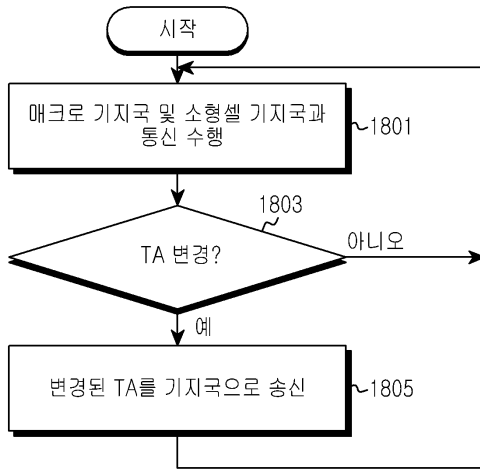 시작
매크로 기지국 및 소형셀 기지국과
통신 수행
1801
1803
TA 변경?
아니오
예
변경된 TA를 기지국으로 송신
1805